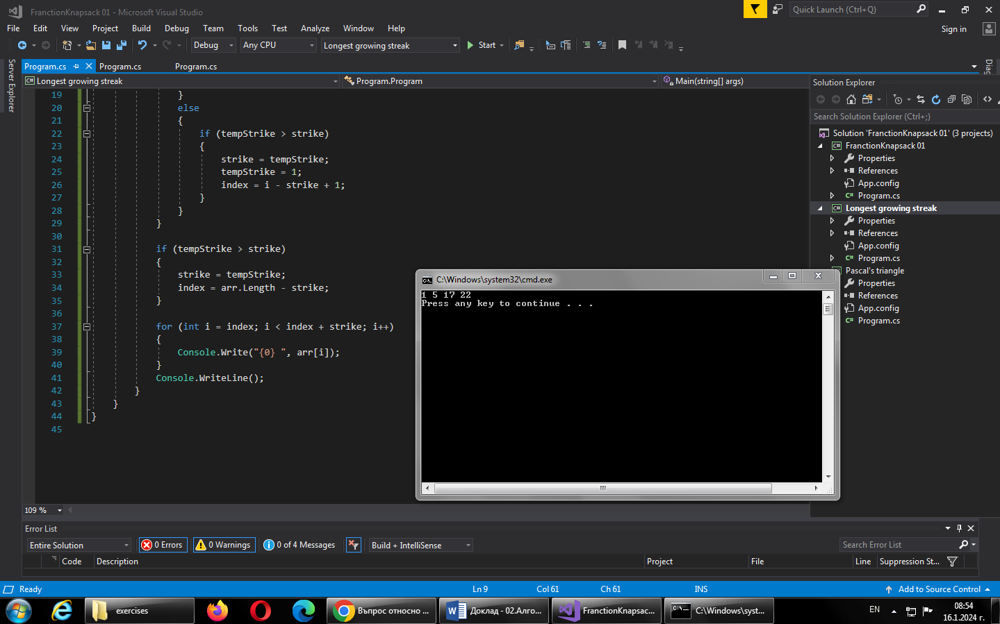 FranctionKnapsack 01 - Microsoft Visual Studio
Quick Launch (Ctrl+Q)
File Edit View Project Build Debug Team Tools Test Analyze Window Help
Sign in
Debug Any CPU Longest growing streak Start
Server Explorer
Program.cs Program.cs Program.cs
Diag
Longest growing streak Program.Program Main(string[] args)
19 }
20 else
21 {
22 if (tempStrike > strike)
23 {
24 strike = tempStrike;
25 tempStrike = 1;
26 index = i - strike + 1;
27 }
28 }
29 }
30
31 if (tempStrike > strike)
32 {
33 strike = tempStrike;
34 index = arr.Length - strike;
35 }
36
37 for (int i = index; i < index + strike; i++)
38 {
39 Console.Write("{0} ", arr[i]);
40 }
41 Console.WriteLine();
42 }
43 }
44 }
45
109 %
Solution Explorer
Search Solution Explorer (Ctrl+;)
Solution 'FranctionKnapsack 01' (3 projects)
FranctionKnapsack 01
Properties
References
App.config
Program.cs
Longest growing streak
Properties
References
App.config
Program.cs
Pascal's triangle
Properties
References
App.config
Program.cs
C:\Windows\system32\cmd.exe
1 5 17 22
Press any key to continue . . .
Error List
Entire Solution 0 Errors 0 Warnings 0 of 4 Messages Build + IntelliSense Search Error List
Code Description Project File Line Suppression St...
Ready Ln 9 Col 61 Ch 61 INS Add to Source Control
exercises
Въпрос относно ...
Доклад - 02.Алго...
FranctionKnapsac...
C:\Windows\syst...
EN
08:54
16.1.2024 г.